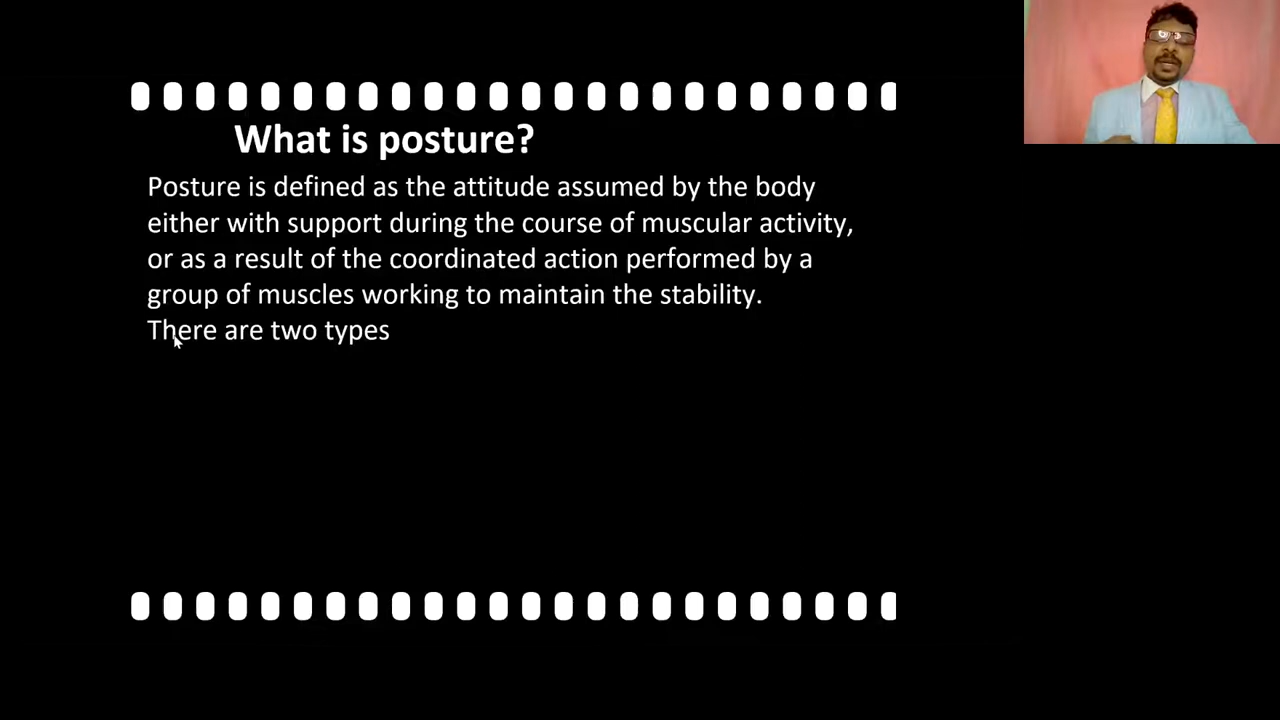 What is posture?
Posture is defined as the attitude assumed by the body
either with support during the course of muscular activity,
or as a result of the coordinated action performed by a
group of muscles working to maintain the stability.
There are two types